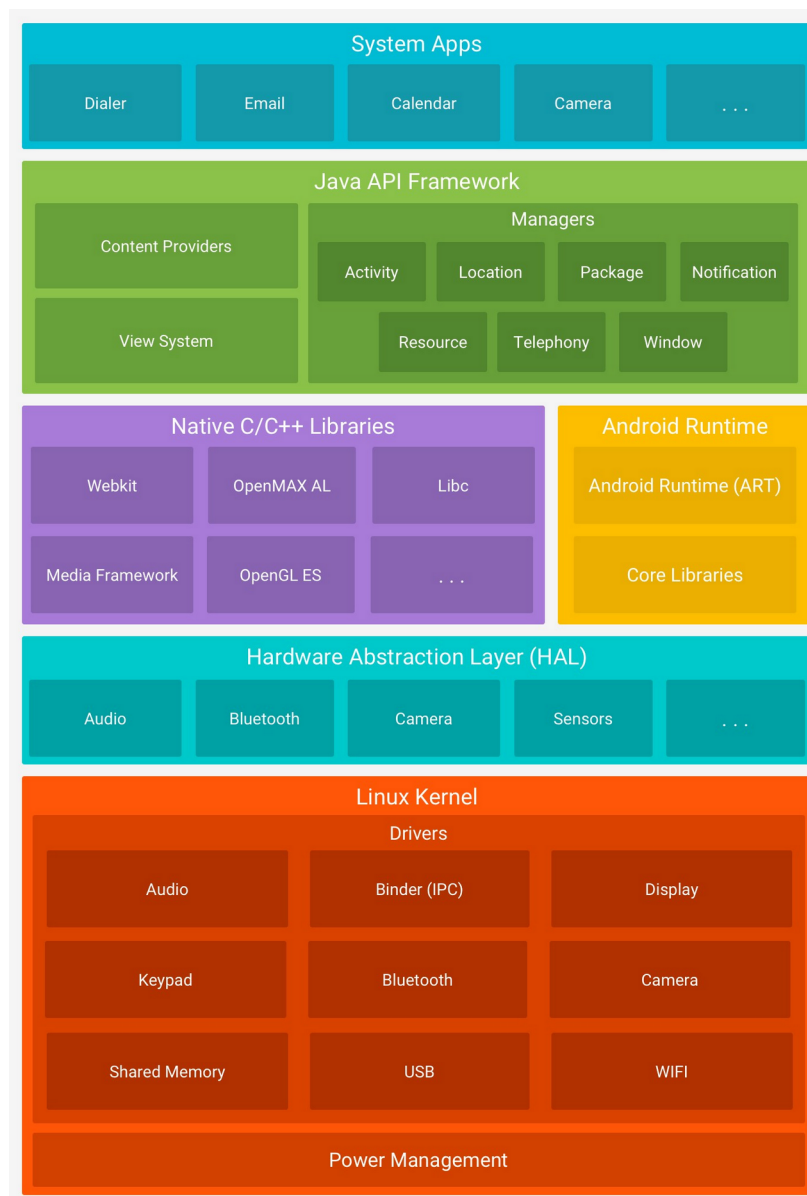 System Apps
Dialer
Email
Calendar
Camera
. . .
Java API Framework
Content Providers
View System
Managers
Activity
Location
Package
Notification
Resource
Telephony
Window
Native C/C++ Libraries
Webkit
OpenMAX AL
Libc
Media Framework
OpenGL ES
. . .
Android Runtime
Android Runtime (ART)
Core Libraries
Hardware Abstraction Layer (HAL)
Audio
Bluetooth
Camera
Sensors
. . .
Linux Kernel
Drivers
Audio
Binder (IPC)
Display
Keypad
Bluetooth
Camera
Shared Memory
USB
WIFI
Power Management